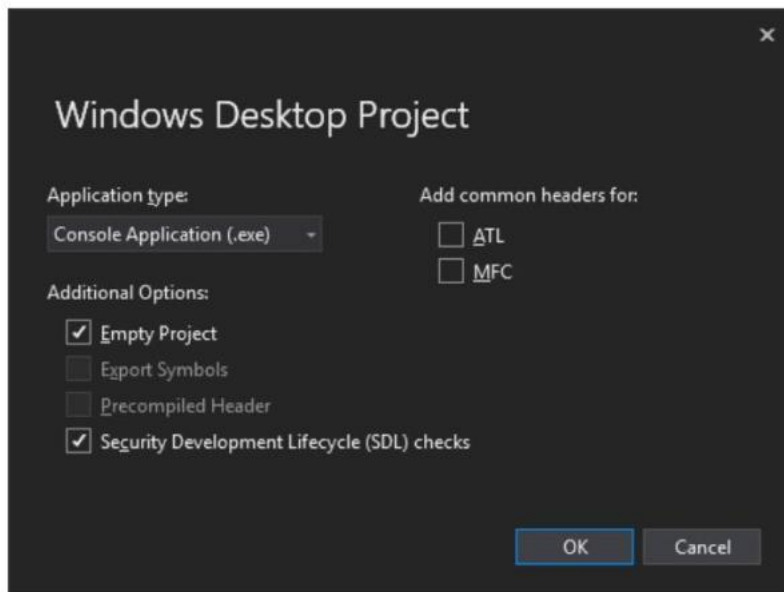 Windows Desktop Project
Application type:
Console Application (.exe)
Additional Options:
Empty Project
Export Symbols
Precompiled Header
Security Development Lifecycle (SDL) checks
Add common headers for:
ATL
MFC
OK
Cancel